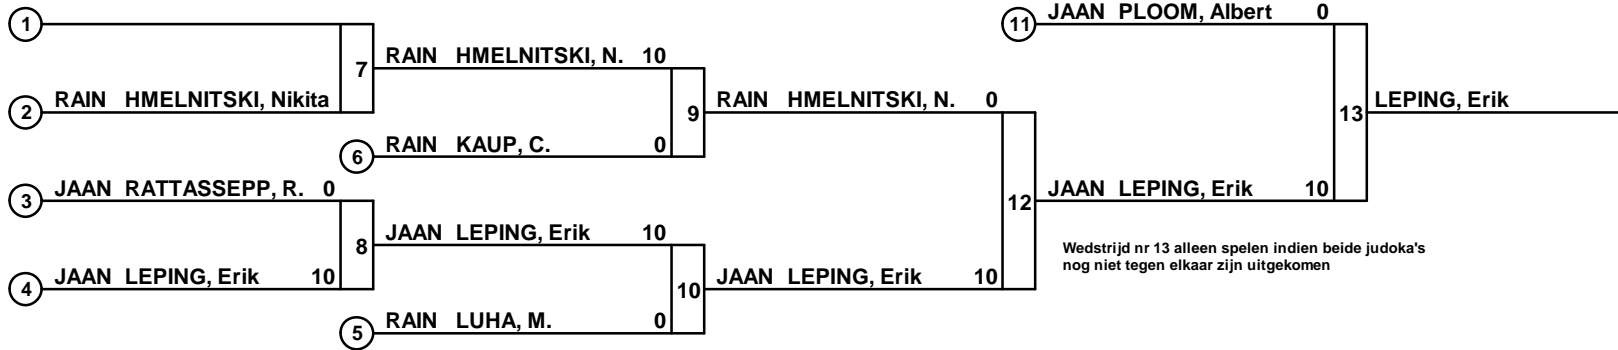 1
2 RAIN HMELNITSKI, Nikita
7
RAIN HMELNITSKI, N. 10
6 RAIN KAUP, C. 0
9
3 JAAN RATTASSEPP, R. 0
4 JAAN LEPING, Erik 10
8
JAAN LEPING, Erik 10
5 RAIN LUHA, M. 0
10
RAIN HMELNITSKI, N. 0
JAAN LEPING, Erik 10
12
11 JAAN PLOOM, Albert 0
JAAN LEPING, Erik 10
13
LEPING, Erik
Wedstrijd nr 13 alleen spelen indien beide judoka's
nog niet tegen elkaar zijn uitgekomen